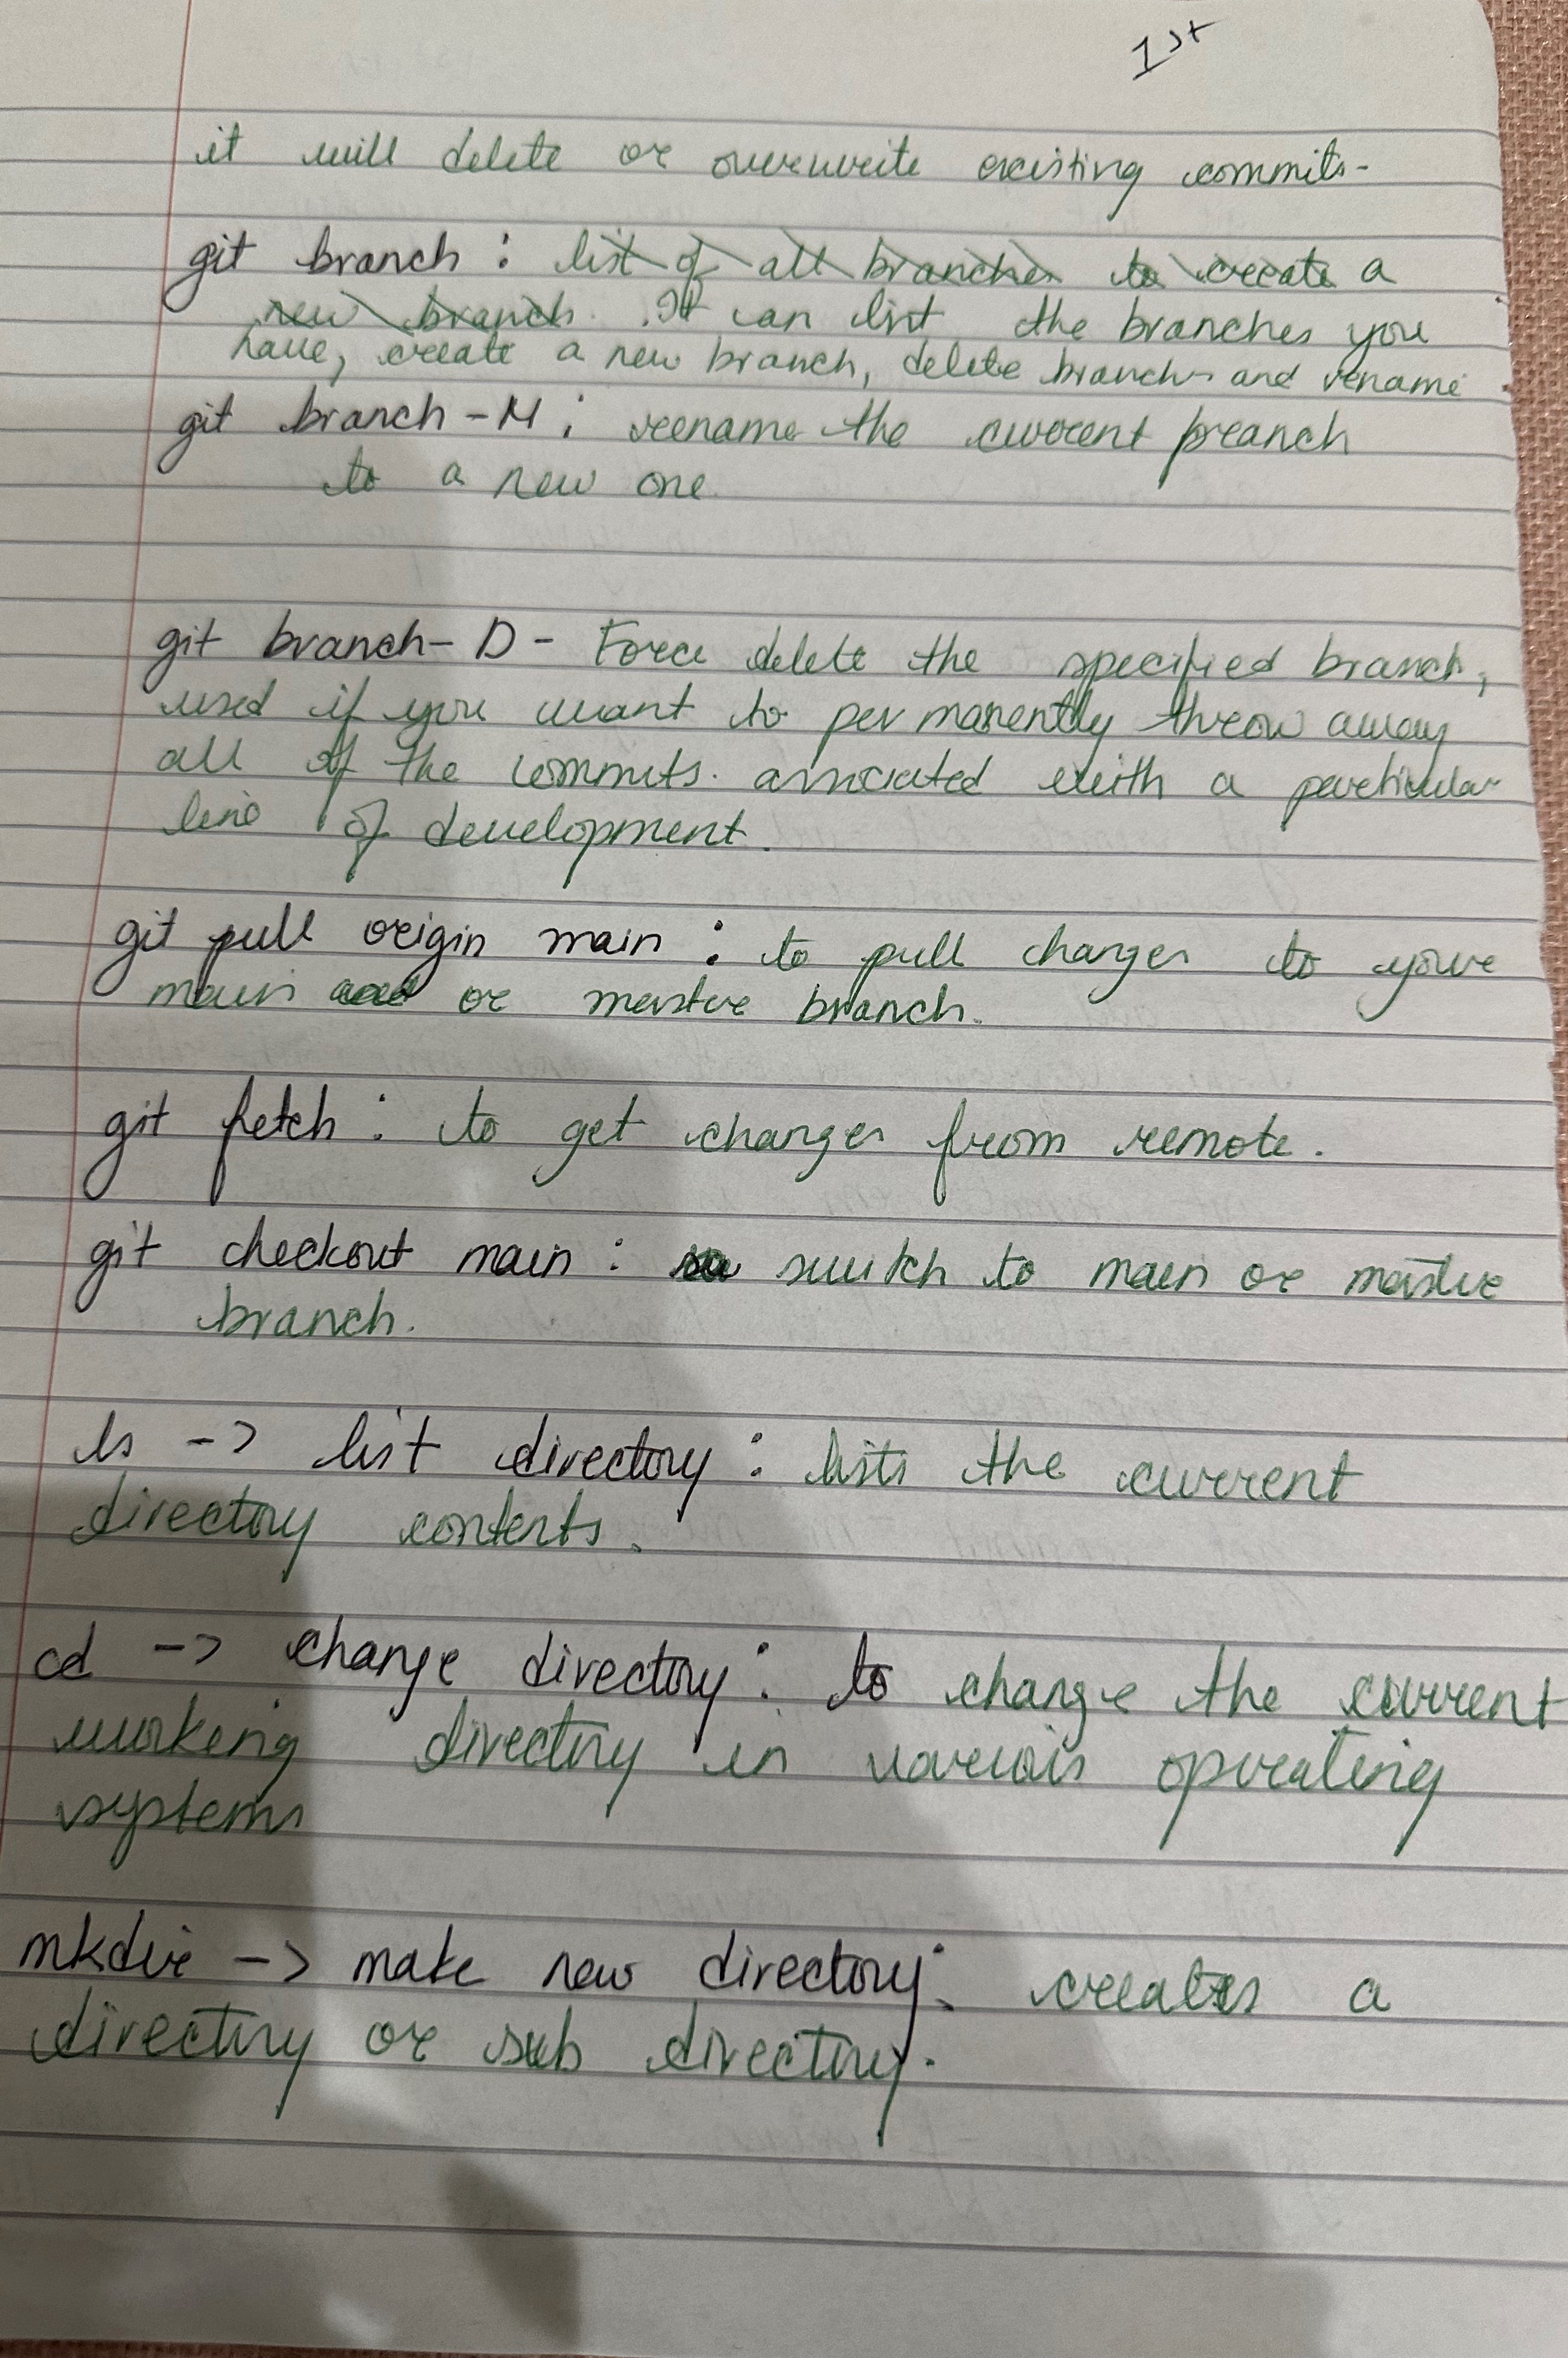 1st
it will delete or overwrite existing commits-
git branch : list of all branches to create a
new branch. It can list the branches you
have, create a new branch, delete branch and rename
git branch -M : rename the current branch
to a new one
git branch - D - Force delete the specified branch,
used if you want to permanently throw away
all of the commits. associated with a particular
line of development.
git pull origin main : to pull changes to your
main or master branch.
git fetch : to get changes from remote.
git checkout main : switch to main or master
branch.
ls -> list directory : lists the current
directory contents.
cd -> change directory : to change the current
working directory in various operating
systems
mkdir -> make new directory : creates a
directory or sub directory.